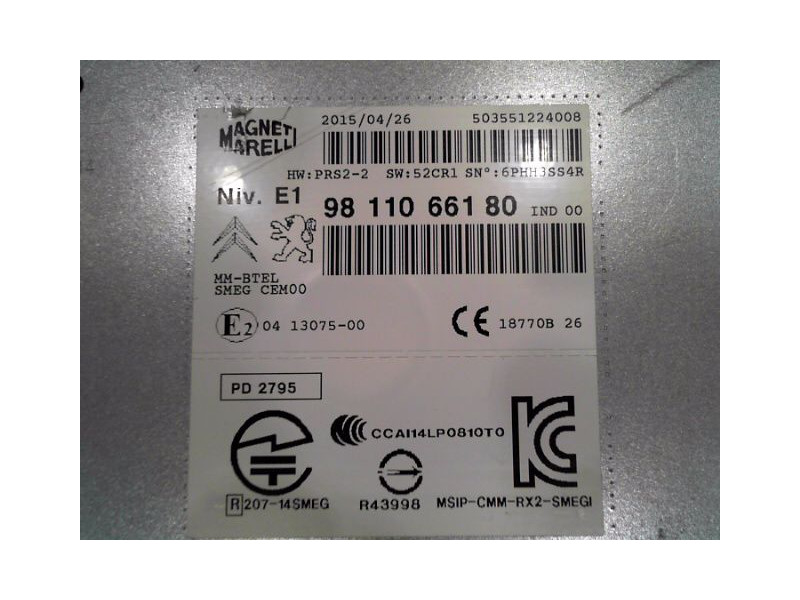 MAGNETI
MARELLI
2015/04/26 503551224008
HW:PRS2-2 SW:52CR1 SN°:6PHH3SS4R
Niv. E1
98 110 661 80 IND 00
MM-BTEL
SMEG CEM00
E2 04 13075-00
CE 18770B 26
PD 2795
CCAI14LP0810T0
R 207-14SMEG
R43998
MSIP-CMM-RX2-SMEGI